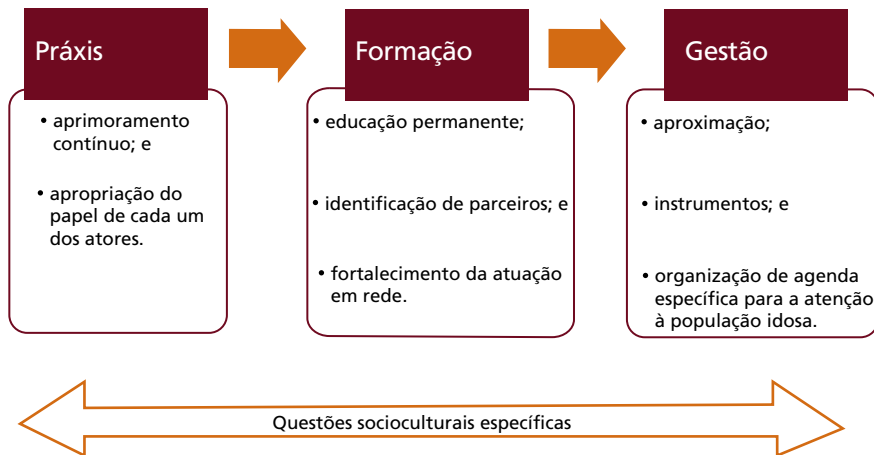 Práxis
• aprimoramento
contínuo; e
• apropriação do
papel de cada um
dos atores.
Formação
• educação permanente;
• identificação de parceiros; e
• fortalecimento da atuação
em rede.
Gestão
• aproximação;
• instrumentos; e
• organização de agenda
específica para a atenção
à população idosa.
Questões socioculturais específicas